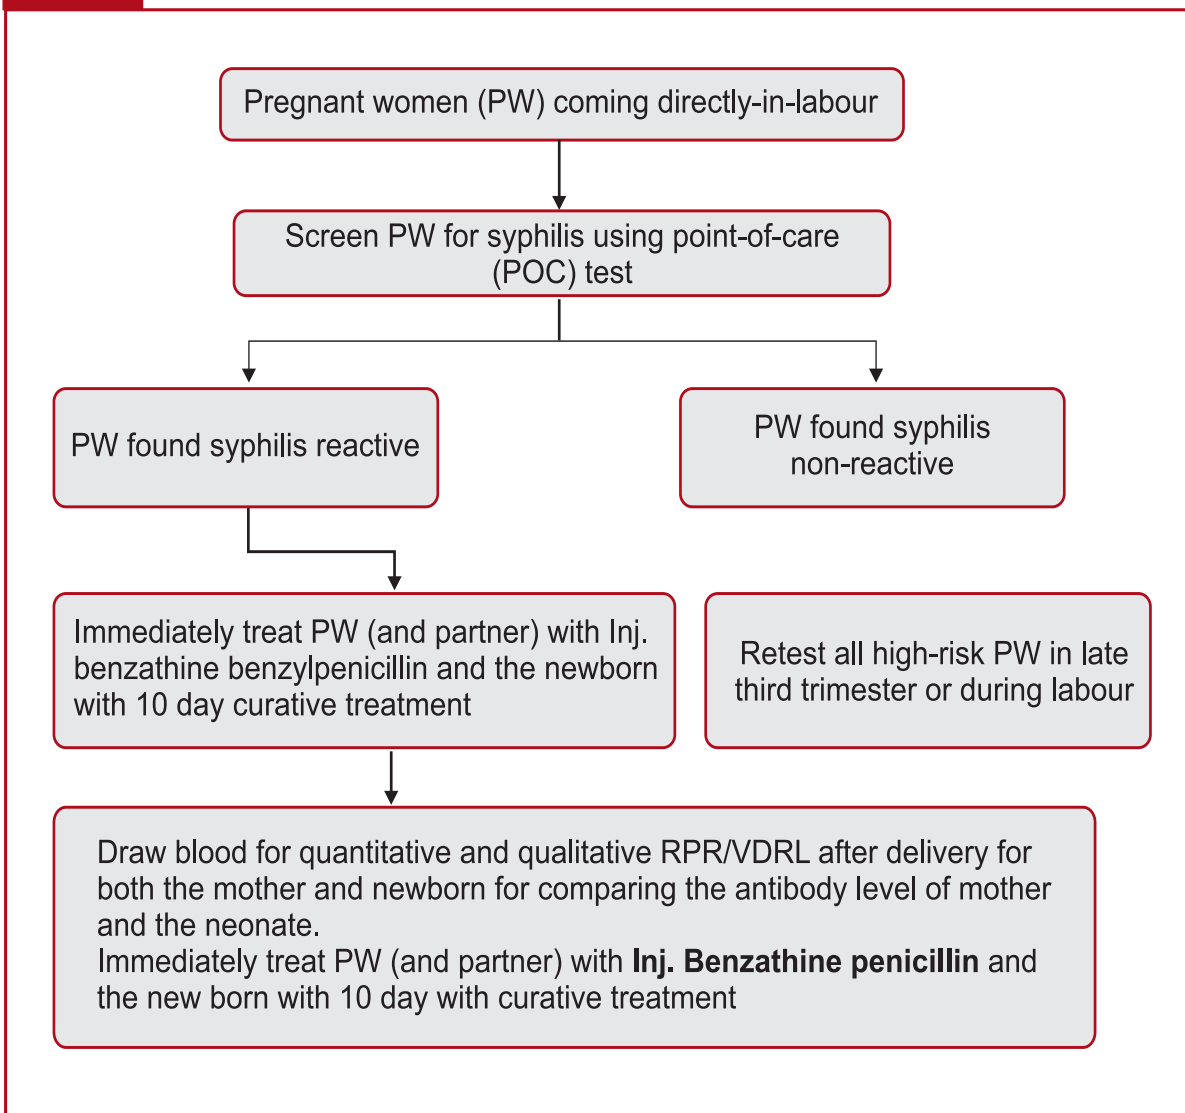 Pregnant women (PW) coming directly-in-labour
Screen PW for syphilis using point-of-care
(POC) test
PW found syphilis reactive
PW found syphilis
non-reactive
Immediately treat PW (and partner) with Inj.
benzathine benzylpenicillin and the newborn
with 10 day curative treatment
Retest all high-risk PW in late
third trimester or during labour
Draw blood for quantitative and qualitative RPR/VDRL after delivery for
both the mother and newborn for comparing the antibody level of mother
and the neonate.
Immediately treat PW (and partner) with Inj. Benzathine penicillin and
the new born with 10 day with curative treatment